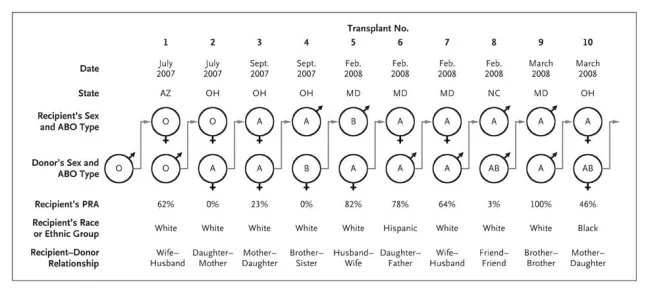 Transplant No.
1 2 3 4 5 6 7 8 9 10
Date July 2007 July 2007 Sept. 2007 Sept. 2007 Feb. 2008 Feb. 2008 Feb. 2008 Feb. 2008 March 2008 March 2008
State AZ OH OH OH MD MD MD NC MD OH
Recipient's Sex and ABO Type O O A A B A A A A A
Donor's Sex and ABO Type O O A A B A A A AB A AB
Recipient's PRA 62% 0% 23% 0% 82% 78% 64% 3% 100% 46%
Recipient's Race or Ethnic Group White White White White White Hispanic White White White Black
Recipient–Donor Relationship Wife–Husband Daughter–Mother Mother–Daughter Brother–Sister Husband–Wife Daughter–Father Wife–Husband Friend–Friend Brother–Brother Mother–Daughter